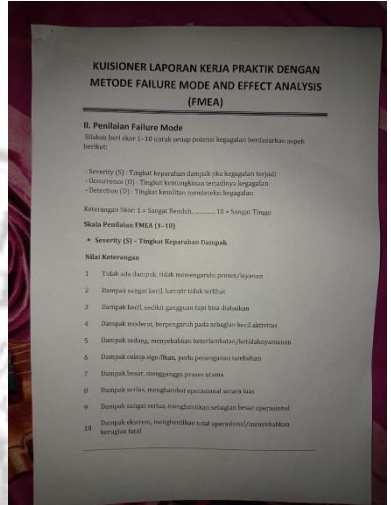 KUISIONER LAPORAN KERJA PRAKTIK DENGAN
METODE FAILURE MODE AND EFFECT ANALYSIS
(FMEA)
II. Penilaian Failure Mode
Silakan beri skor 1–10 untuk setiap potensi kegagalan berdasarkan aspek
berikut:
- Severity (S) : Tingkat keparahan dampak jika kegagalan terjadi
- Occurrence (O) : Tingkat kemungkinan terjadinya kegagalan
- Detection (D) : Tingkat kesulitan mendeteksi kegagalan
Keterangan Skor: 1 = Sangat Rendah, ........... 10 = Sangat Tinggi
Skala Penilaian FMEA (1–10)
• Severity (S) – Tingkat Keparahan Dampak
Nilai Keterangan
1 Tidak ada dampak, tidak memengaruhi proses/layanan
2 Dampak sangat kecil, hampir tidak terlihat
3 Dampak kecil, sedikit gangguan tapi bisa diabaikan
4 Dampak moderat, berpengaruh pada sebagian kecil aktivitas
5 Dampak sedang, menyebabkan keterlambatan/ketidaknyamanan
6 Dampak cukup signifikan, perlu penanganan tambahan
7 Dampak besar, mengganggu proses utama
8 Dampak serius, menghambat operasional secara luas
9 Dampak sangat serius, menghentikan sebagian besar operasional
10 Dampak ekstrem, menghentikan total operasional/menyebabkan
kerugian fatal